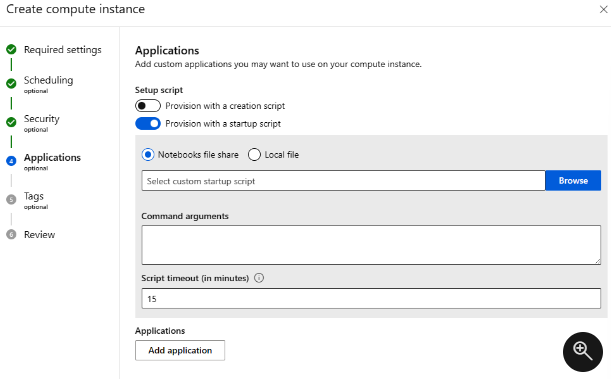 Create compute instance
Required settings
Scheduling
optional
Security
optional
4
Applications
optional
5
Tags
optional
6
Review
Applications
Add custom applications you may want to use on your compute instance.
Setup script
Provision with a creation script
Provision with a startup script
Notebooks file share
Local file
Select custom startup script
Browse
Command arguments
Script timeout (in minutes)
15
Applications
Add application